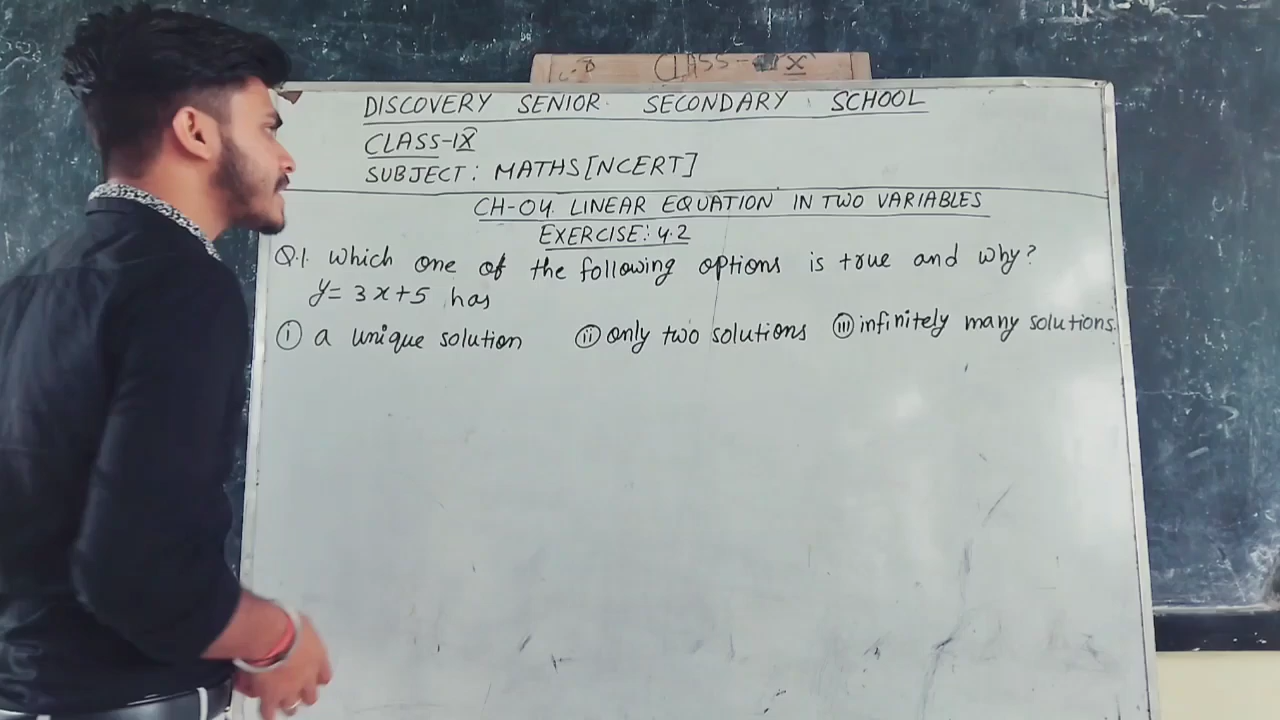 CLASS- IX
DISCOVERY SENIOR. SECONDARY SCHOOL
CLASS-IX
SUBJECT: MATHS[NCERT]
CH-04. LINEAR EQUATION IN TWO VARIABLES
EXERCISE: 4.2
Q.1. Which one of the following options is true and why?
y= 3x+5 has
(i) a unique solution (ii) only two solutions (iii) infinitely many solutions.